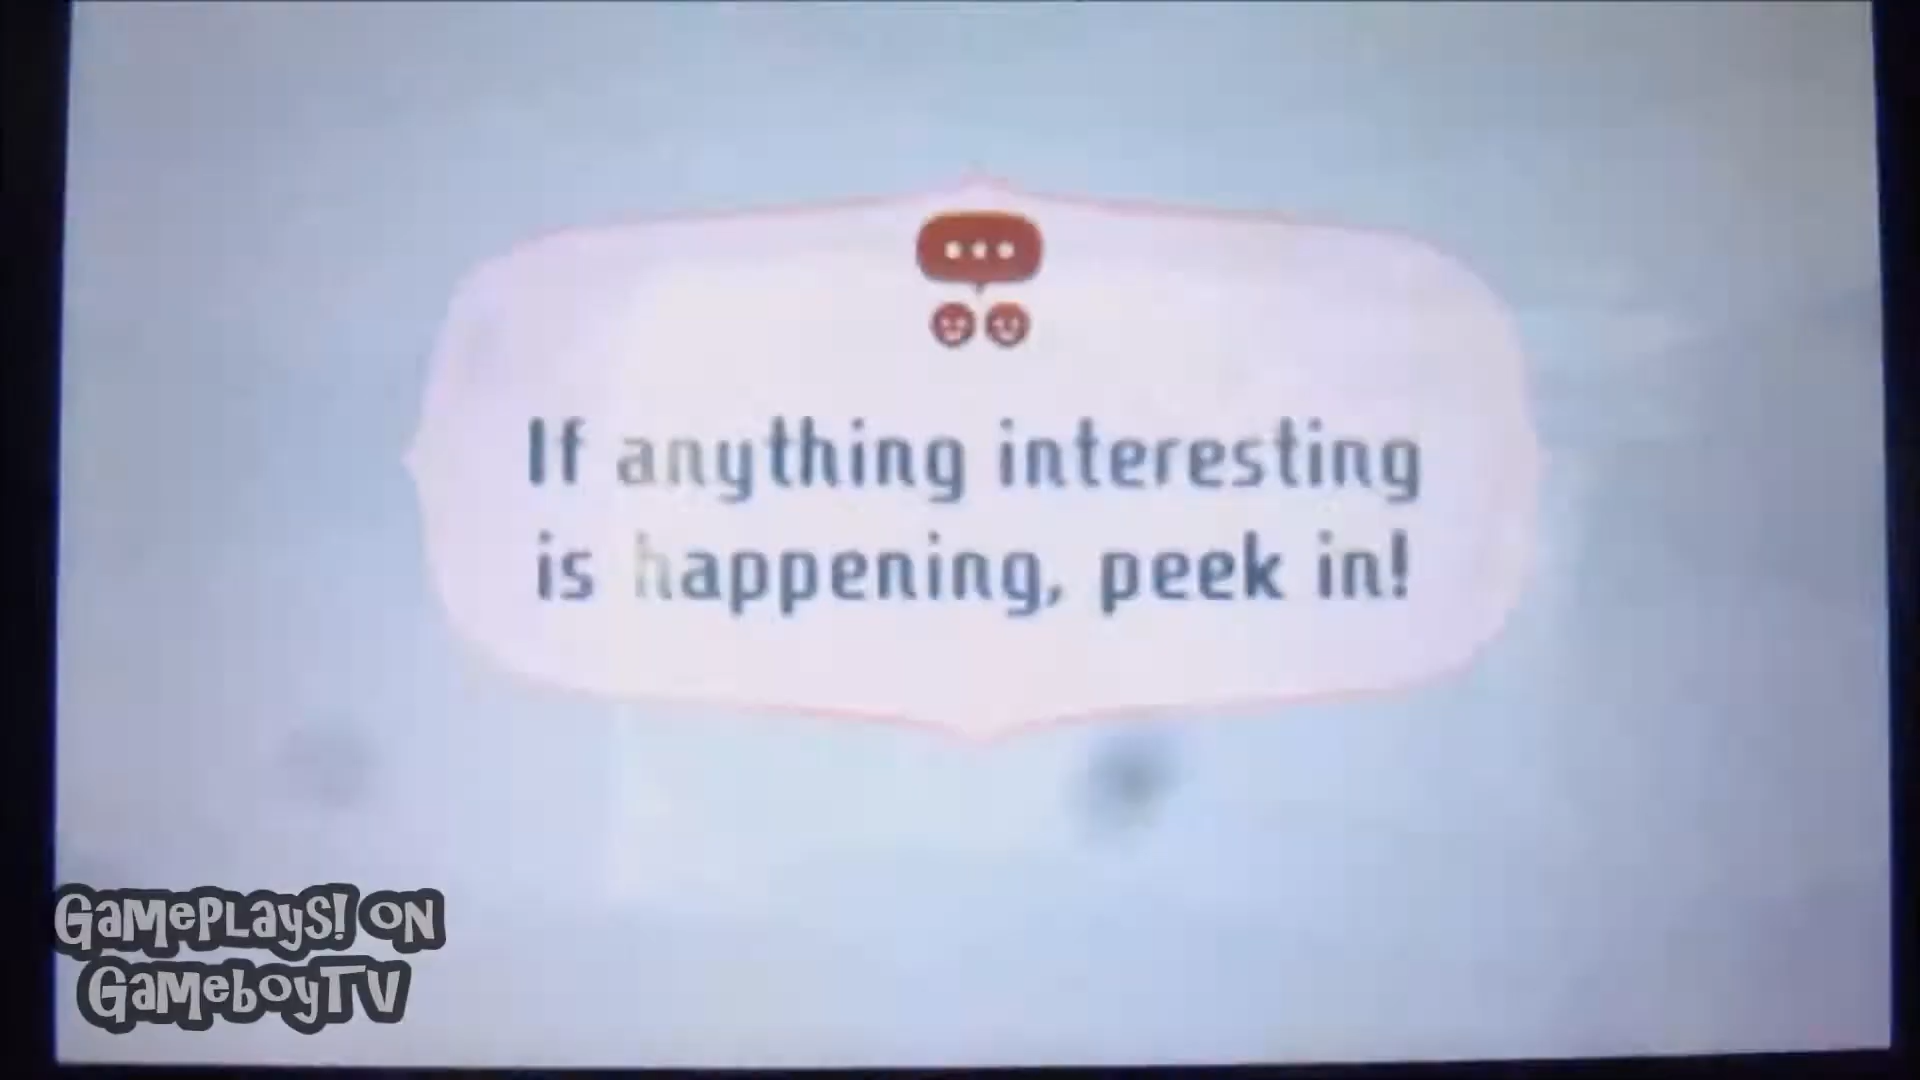 If anything interesting
is happening, peek in!
GamePLays! on
GameboyTV